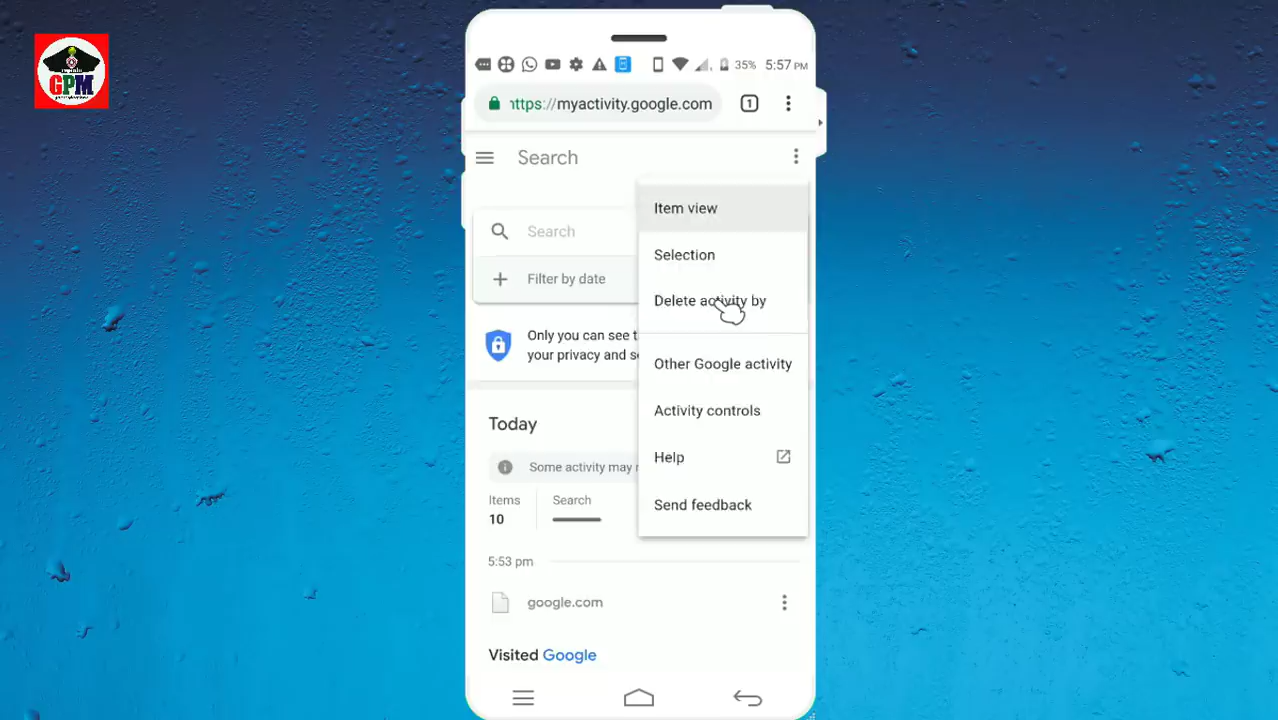 GPM
35% 5:57 PM
https://myactivity.google.com 1
Search
Item view
Search
Selection
Filter by date
Delete activity by
Only you can see t
your privacy and se
Other Google activity
Activity controls
Today
Help
Some activity may
Items Search
10
Send feedback
5:53 pm
google.com
Visited Google